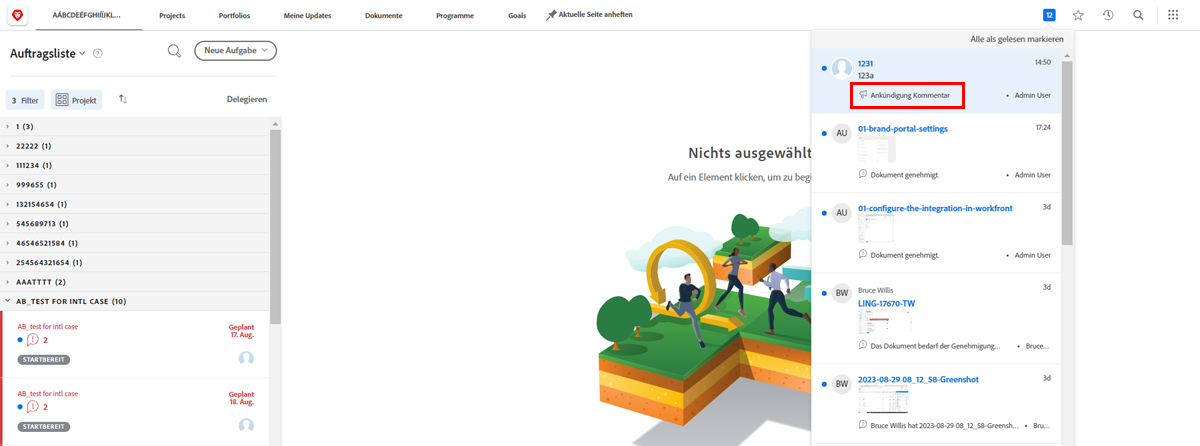 AÁBCDEÉFGHIÍJKL...
Projects
Portfolios
Meine Updates
Dokumente
Programme
Goals
Aktuelle Seite anheften
12
Auftragsliste
Neue Aufgabe
3 Filter
Projekt
Delegieren
1 (3)
22222 (1)
111234 (1)
999655 (1)
132154654 (1)
545689713 (1)
46546521584 (1)
254564321654 (1)
AAATTTT (2)
AB_TEST FOR INTL CASE (10)
AB_test for intl case
Geplant
17. Aug.
2
STARTBEREIT
AB_test for intl case
Geplant
18. Aug.
2
STARTBEREIT
Nichts ausgewählt
Auf ein Element klicken, um zu begi
Alle als gelesen markieren
1231
14:50
123a
Ankündigung Kommentar
• Admin User
AU
01-brand-portal-settings
17:24
Dokument genehmigt.
• Admin User
AU
01-configure-the-integration-in-workfront
3d
Dokument genehmigt.
• Admin User
BW
Bruce Willis
3d
LING-17670-TW
Das Dokument bedarf der Genehmigung...
• Bruce...
BW
2023-08-29 08_12_58-Greenshot
3d
Bruce Willis hat 2023-08-29 08_12_58-Greensh...
• Bru...